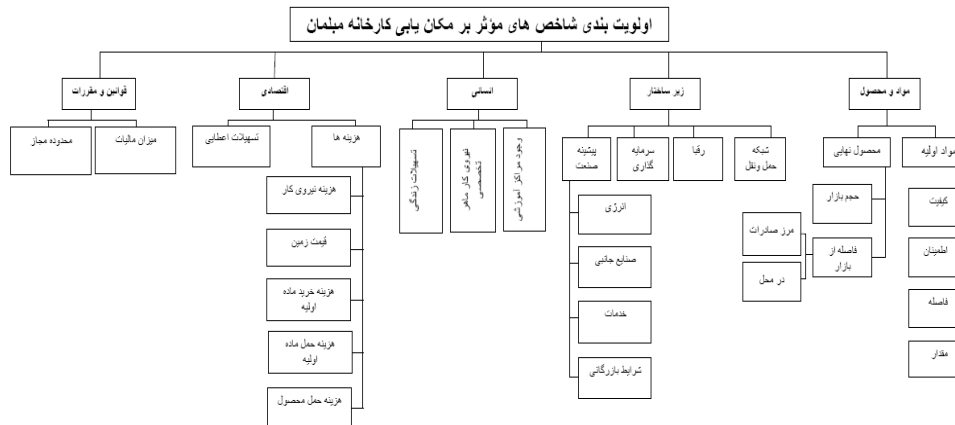 اولویت بندی شاخص های مؤثر بر مکان یابی کارخانه مبلمان
مواد و محصول
زیر ساختار
انسانی
اقتصادی
قوانین و مقررات
مواد اولیه
محصول نهایی
شبکه
حمل ونقل
رقبا
سرمایه
گذاری
پیشینه
صنعت
وجود مراکز آموزشی
نیروی کار ماهر
تخصصی
تسهیلات زندگی
هزینه ها
تسهیلات اعطایی
میزان مالیات
محدوده مجاز
کیفیت
اطمینان
فاصله
مقدار
حجم بازار
فاصله از
بازار
مرز صادرات
در محل
انرژی
صنایع جانبی
خدمات
شرایط بازرگانی
هزینه نیروی کار
قیمت زمین
هزینه خرید ماده
اولیه
هزینه حمل ماده
اولیه
هزینه حمل محصول